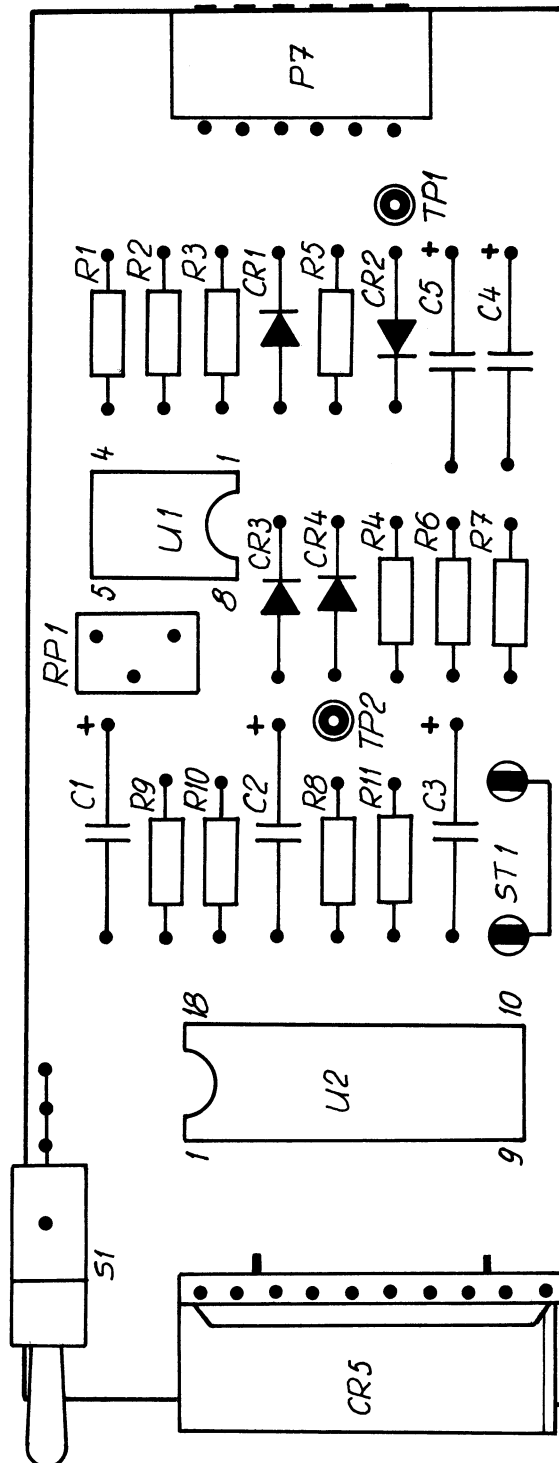 P7
TP1
R1
R2
R3
CR1
R5
CR2
+
C5
+
C4
4
1
U1
5
8
CR3
CR4
R4
R6
R7
RP1
TP2
+
C1
R9
R10
+
C2
R8
R11
+
C3
ST1
18
10
U2
1
9
S1
CR5